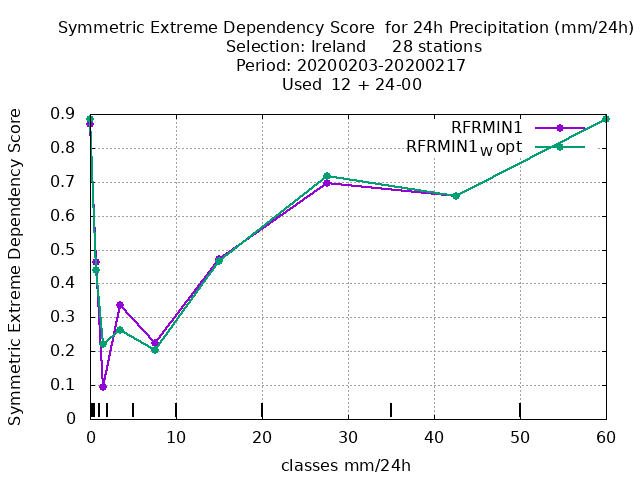 Symmetric Extreme Dependency Score  for 24h Precipitation (mm/24h)
Selection: Ireland     28 stations
Period: 20200203-20200217
Used  12 + 24-00
Symmetric Extreme Dependency Score
0.9
0.8
0.7
0.6
0.5
0.4
0.3
0.2
0.1
0
RFRMIN1
RFRMIN1W opt
0 10 20 30 40 50 60
classes mm/24h